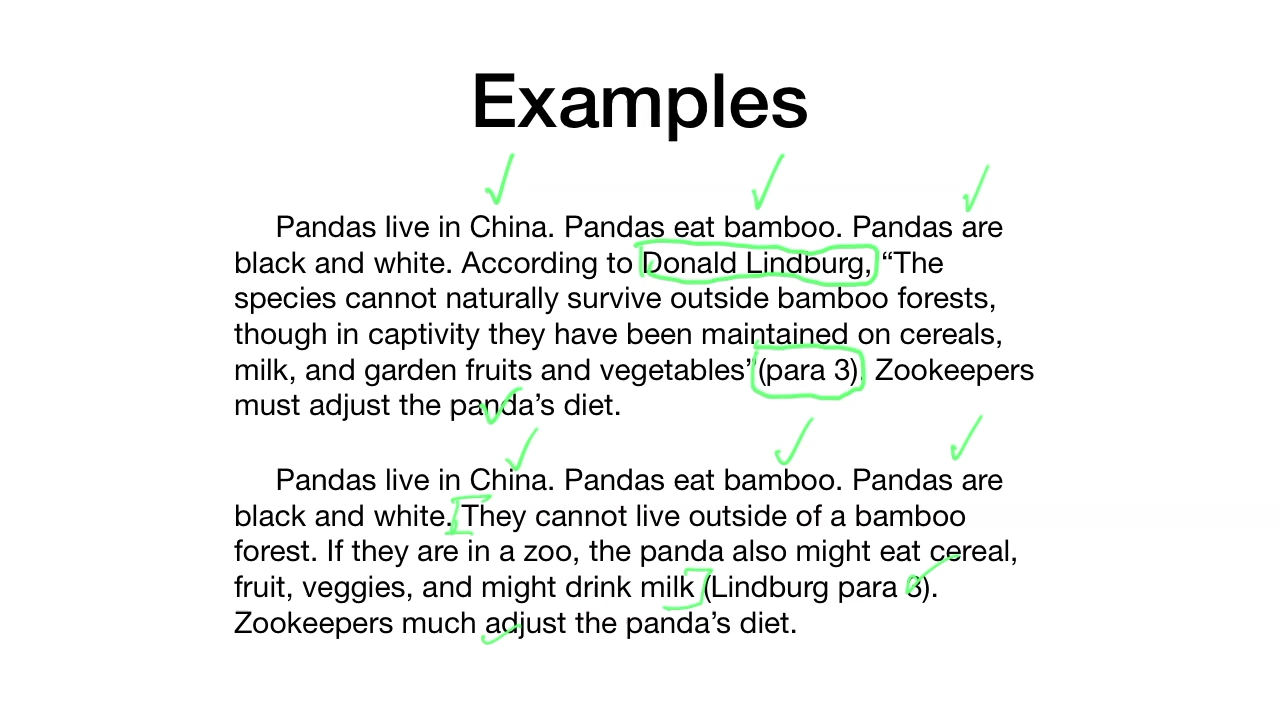 Examples
Pandas live in China. Pandas eat bamboo. Pandas are
black and white. According to Donald Lindburg, “The
species cannot naturally survive outside bamboo forests,
though in captivity they have been maintained on cereals,
milk, and garden fruits and vegetables” (para 3). Zookeepers
must adjust the panda’s diet.
Pandas live in China. Pandas eat bamboo. Pandas are
black and white. They cannot live outside of a bamboo
forest. If they are in a zoo, the panda also might eat cereal,
fruit, veggies, and might drink milk (Lindburg para 3).
Zookeepers much adjust the panda’s diet.